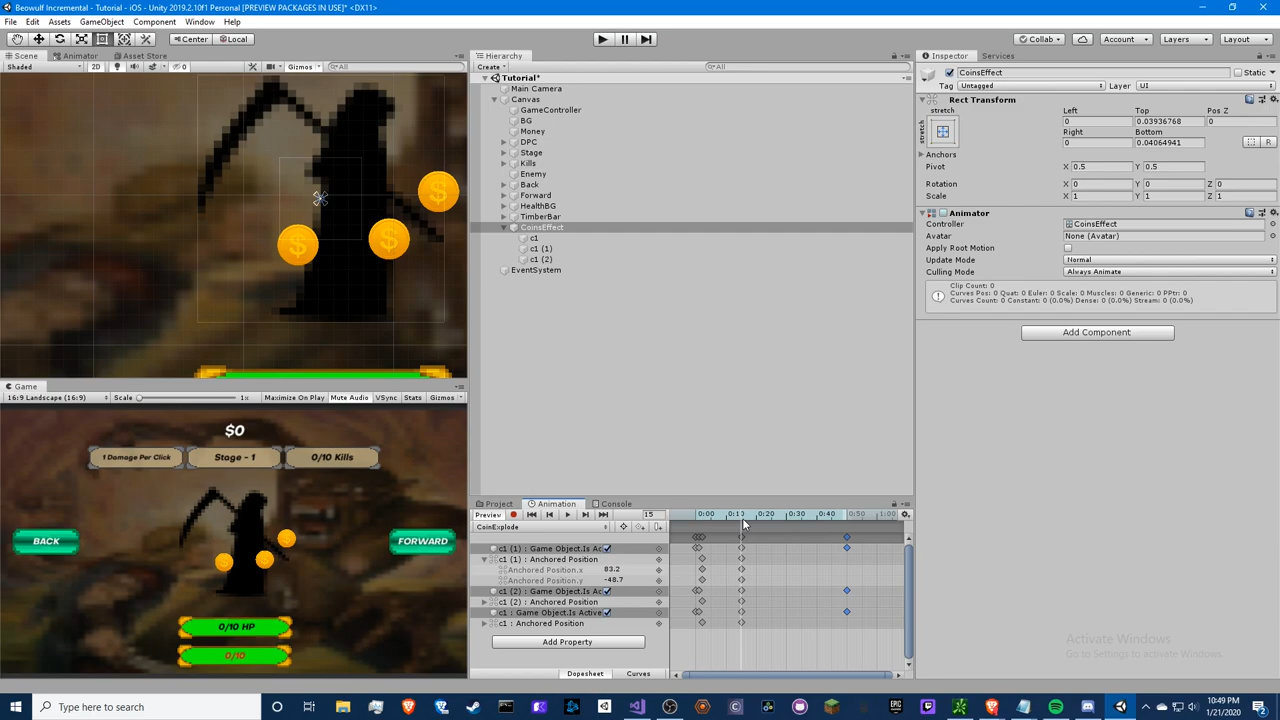 Beowulf Incremental - Tutorial - iOS - Unity 2019.2.10f1 Personal [PREVIEW PACKAGES IN USE]* <DX11>
File Edit Assets GameObject Component Window Help
Center Local
Collab Account Layers Layout
Scene Animator Asset Store
Shaded 2D 0 Gizmos All
Hierarchy
Create All
Tutorial*
Main Camera
Canvas
GameController
BG
Money
DPC
Stage
Kills
Enemy
Back
Forward
HealthBG
TimberBar
CoinsEffect
c1
c1 (1)
c1 (2)
EventSystem
Inspector Services
CoinsEffect Static
Tag Untagged Layer UI
Rect Transform
stretch Left Top Pos Z
stretch 0 0.03936768 0
Right Bottom
0 0.04064941 R
Anchors
Pivot X 0.5 Y 0.5
Rotation X 0 Y 0 Z 0
Scale X 1 Y 1 Z 1
Animator
Controller CoinsEffect
Avatar None (Avatar)
Apply Root Motion
Update Mode Normal
Culling Mode Always Animate
Clip Count: 0
Curves Pos: 0 Quat: 0 Euler: 0 Scale: 0 Muscles: 0 Generic: 0 PPtr: 0
Curves Count: 0 Constant: 0 (0.0%) Dense: 0 (0.0%) Stream: 0 (0.0%)
Add Component
Game
16:9 Landscape (16:9) Scale 1x Maximize On Play Mute Audio VSync Stats Gizmos
$0
1 Damage Per Click Stage - 1 0/10 Kills
BACK FORWARD
0/10 HP
0/10
Project Animation Console
Preview 15 0:00 0:10 0:20 0:30 0:40 0:50 1:00
CoinExplode
c1 (1) : Game Object.Is Ac
c1 (1) : Anchored Position
Anchored Position.x 83.2
Anchored Position.y -48.7
c1 (2) : Game Object.Is Ac
c1 (2) : Anchored Position
c1 : Game Object.Is Active
c1 : Anchored Position
Add Property
Dopesheet Curves
Activate Windows
Go to Settings to activate Windows.
Type here to search
10:49 PM
1/21/2020